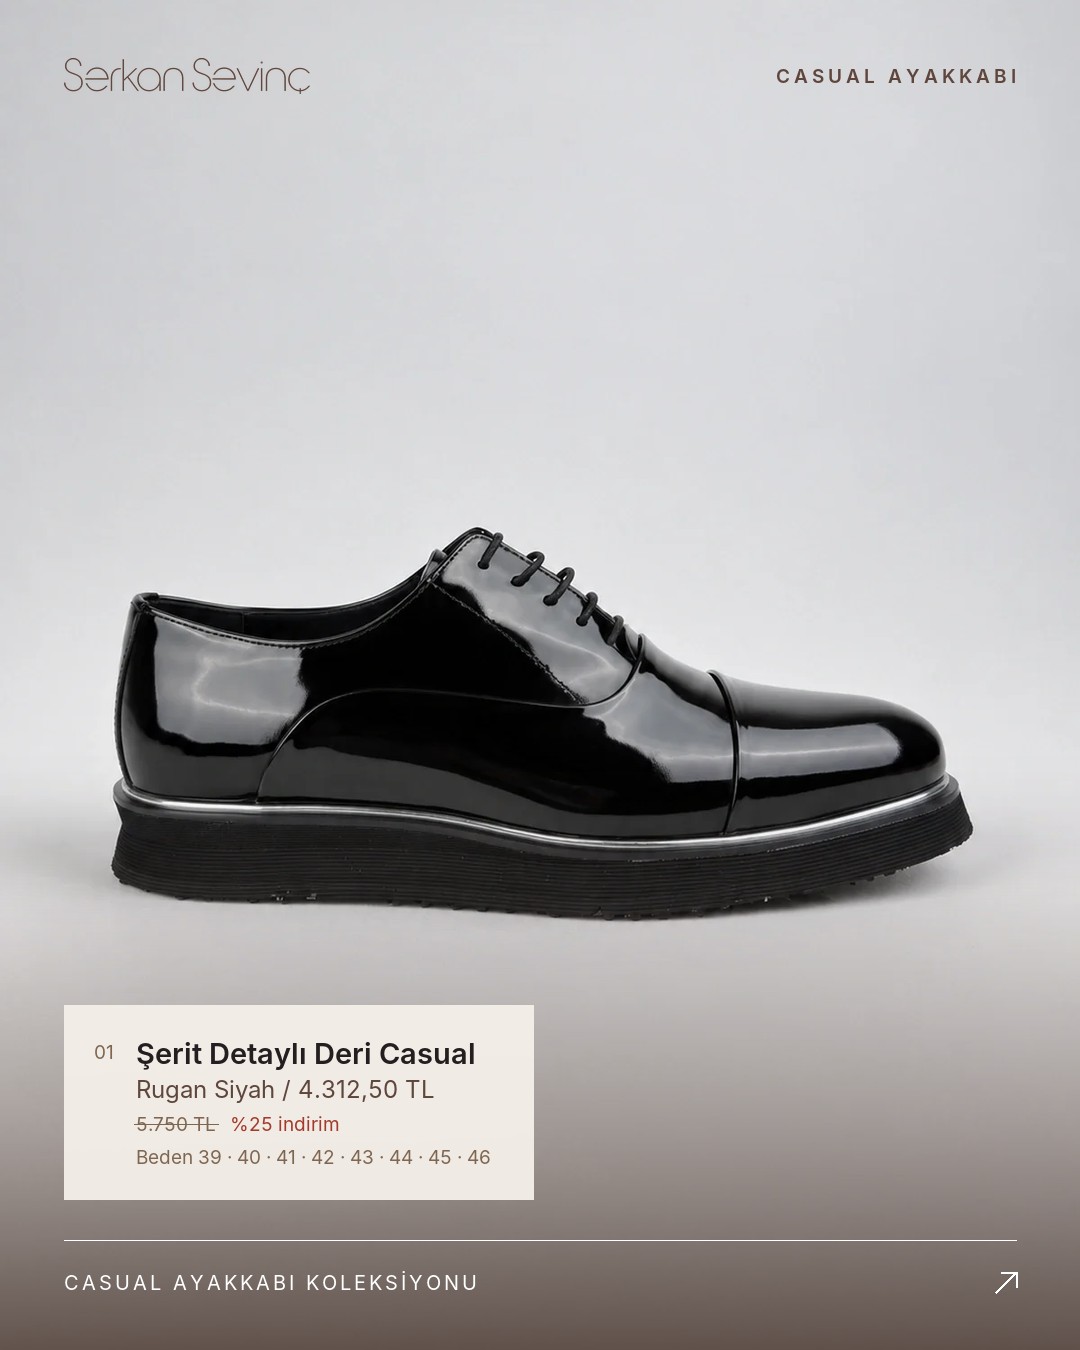 Serkan Sevinç
CASUAL AYAKKABI
01
Şerit Detaylı Deri Casual
Rugan Siyah / 4.312,50 TL
5.750 TL %25 indirim
Beden 39 · 40 · 41 · 42 · 43 · 44 · 45 · 46
CASUAL AYAKKABI KOLEKSİYONU